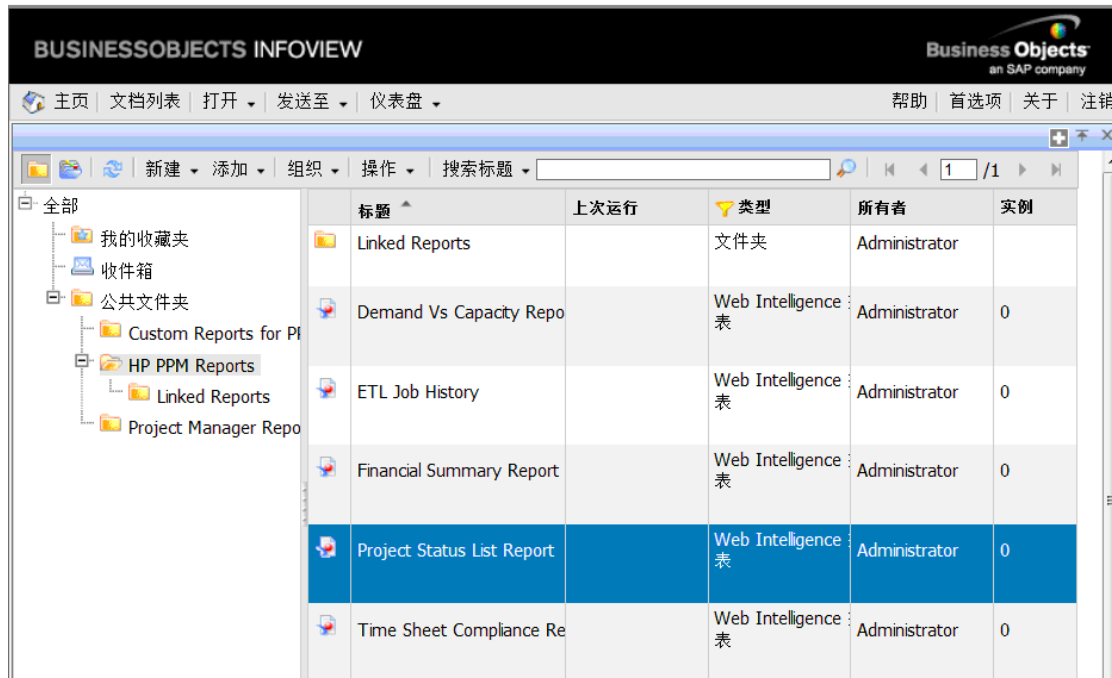 BUSINESSOBJECTS INFOVIEW
Business Objects
an SAP company
主页 文档列表 打开 发送至 仪表盘 帮助 首选项 关于 注销
新建 添加 组织 操作 搜索标题 1 /1
全部
我的收藏夹
收件箱
公共文件夹
Custom Reports for
HP PPM Reports
Linked Reports
Project Manager Repo
标题 上次运行 类型 所有者 实例
Linked Reports 文件夹 Administrator
Web Intelligence
Demand Vs Capacity Repo Administrator 0
表
Web Intelligence
ETL Job History Administrator 0
表
Web Intelligence
Financial Summary Report Administrator 0
表
Web Intelligence
Project Status List Report Administrator 0
表
Web Intelligence
Time Sheet Compliance Re Administrator 0
表